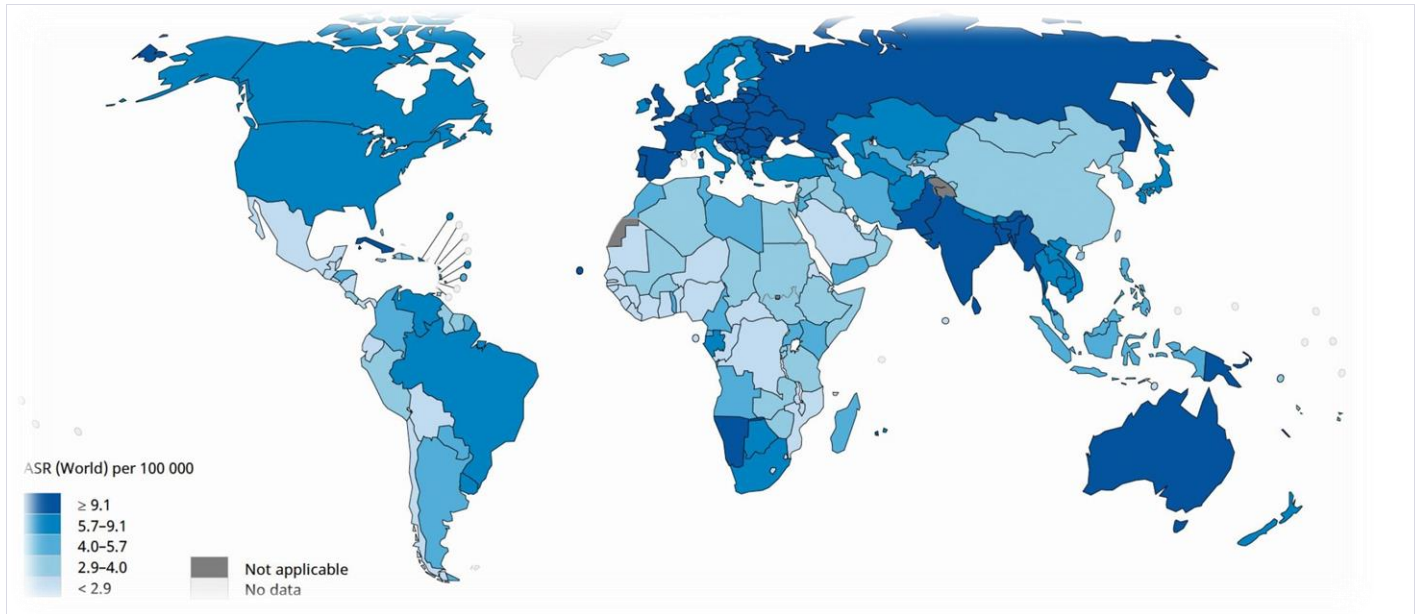 ASR (World) per 100 000
≥ 9.1
5.7–9.1
4.0–5.7
2.9–4.0
< 2.9
Not applicable
No data